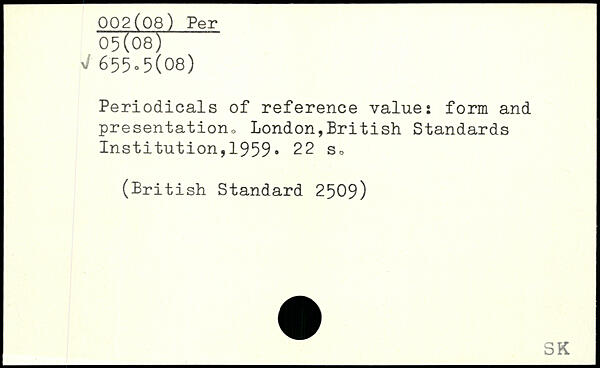 002(08) Per
05(08)
✓ 655.5(08)
Periodicals of reference value: form and
presentation. London,British Standards
Institution,1959. 22 s.
(British Standard 2509)
SK